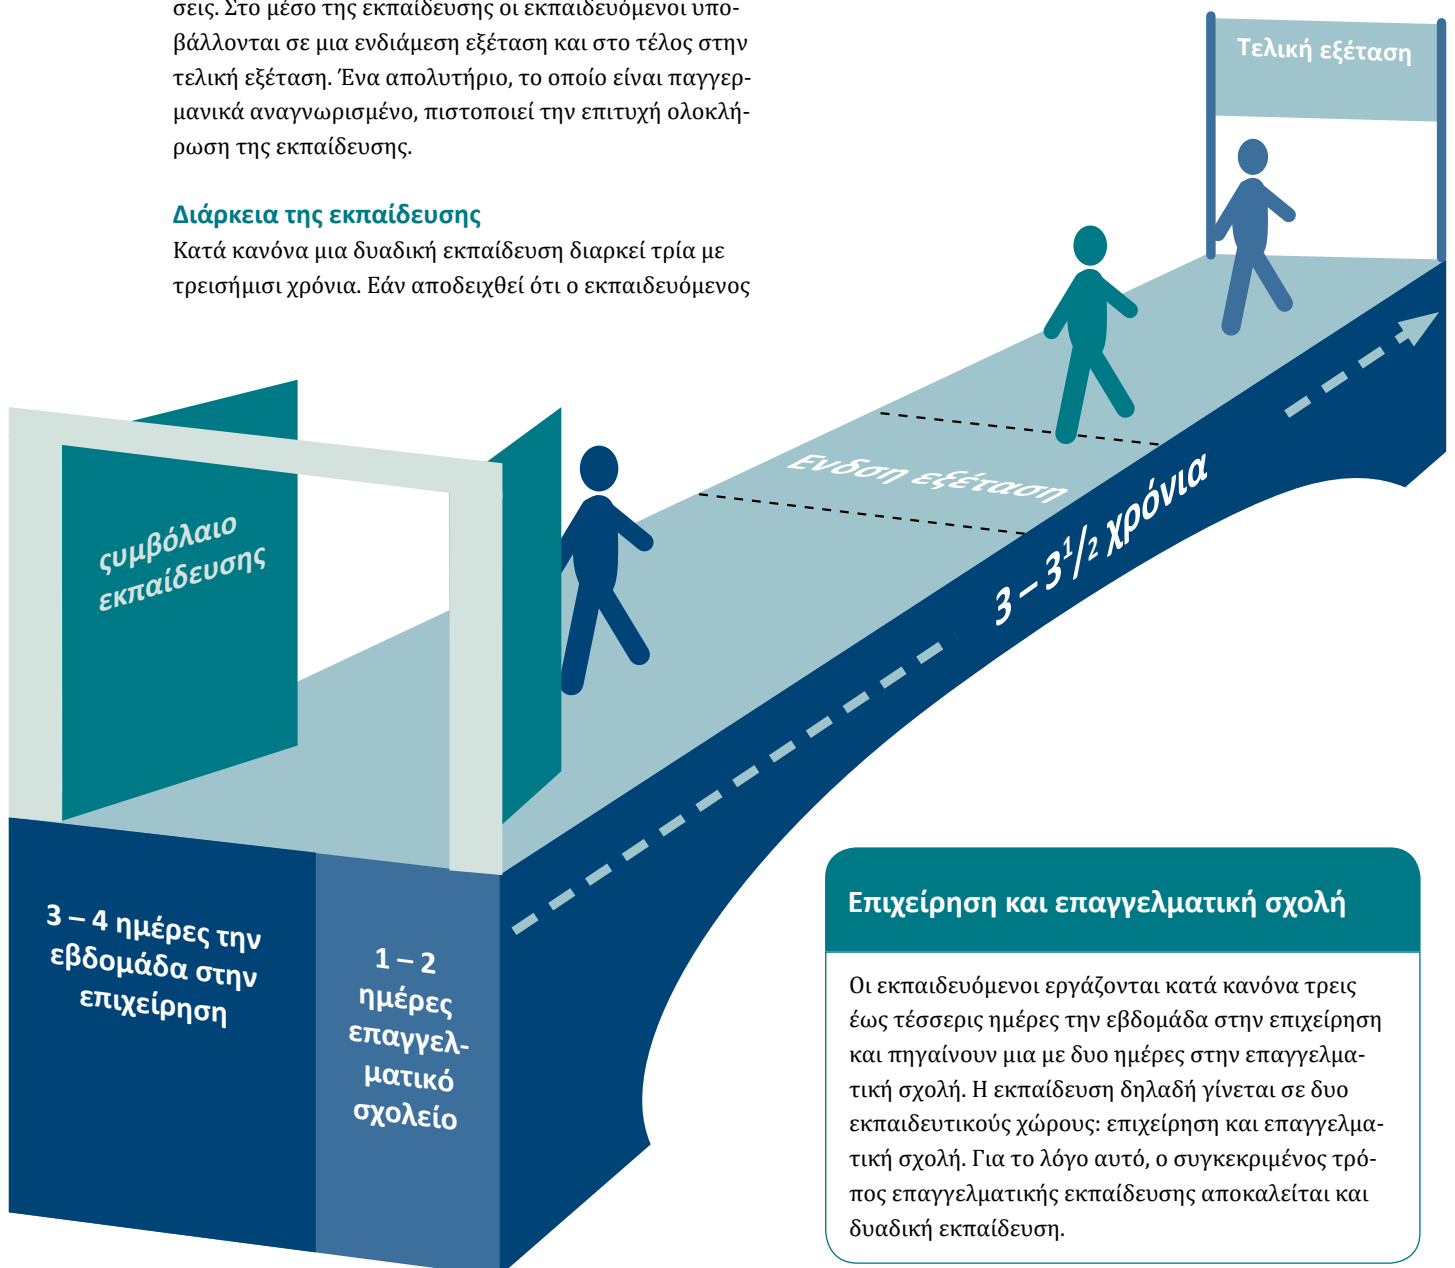 σεις. Στο μέσο της εκπαίδευσης οι εκπαιδευόμενοι υπο-
βάλλονται σε μια ενδιάμεση εξέταση και στο τέλος στην
τελική εξέταση. Ένα απολυτήριο, το οποίο είναι παγγερ-
μανικά αναγνωρισμένο, πιστοποιεί την επιτυχή ολοκλή-
ρωση της εκπαίδευσης.
Διάρκεια της εκπαίδευσης
Κατά κανόνα μια δυαδική εκπαίδευση διαρκεί τρία με
τρεισήμισι χρόνια. Εάν αποδειχθεί ότι ο εκπαιδευόμενος
Τελική εξέταση
Ενδση εξέταση
3 – 3 1/2 χρόνια
ςυμβόλαιο
εκπαίδευσης
3 – 4 ημέρες την
εβδομάδα στην
επιχείρηση
1 – 2
ημέρες
επαγγελ-
ματικό
σχολείο
Επιχείρηση και επαγγελματική σχολή
Οι εκπαιδευόμενοι εργάζονται κατά κανόνα τρεις
έως τέσσερις ημέρες την εβδομάδα στην επιχείρηση
και πηγαίνουν μια με δυο ημέρες στην επαγγελμα-
τική σχολή. Η εκπαίδευση δηλαδή γίνεται σε δυο
εκπαιδευτικούς χώρους: επιχείρηση και επαγγελμα-
τική σχολή. Για το λόγο αυτό, ο συγκεκριμένος τρό-
πος επαγγελματικής εκπαίδευσης αποκαλείται και
δυαδική εκπαίδευση.